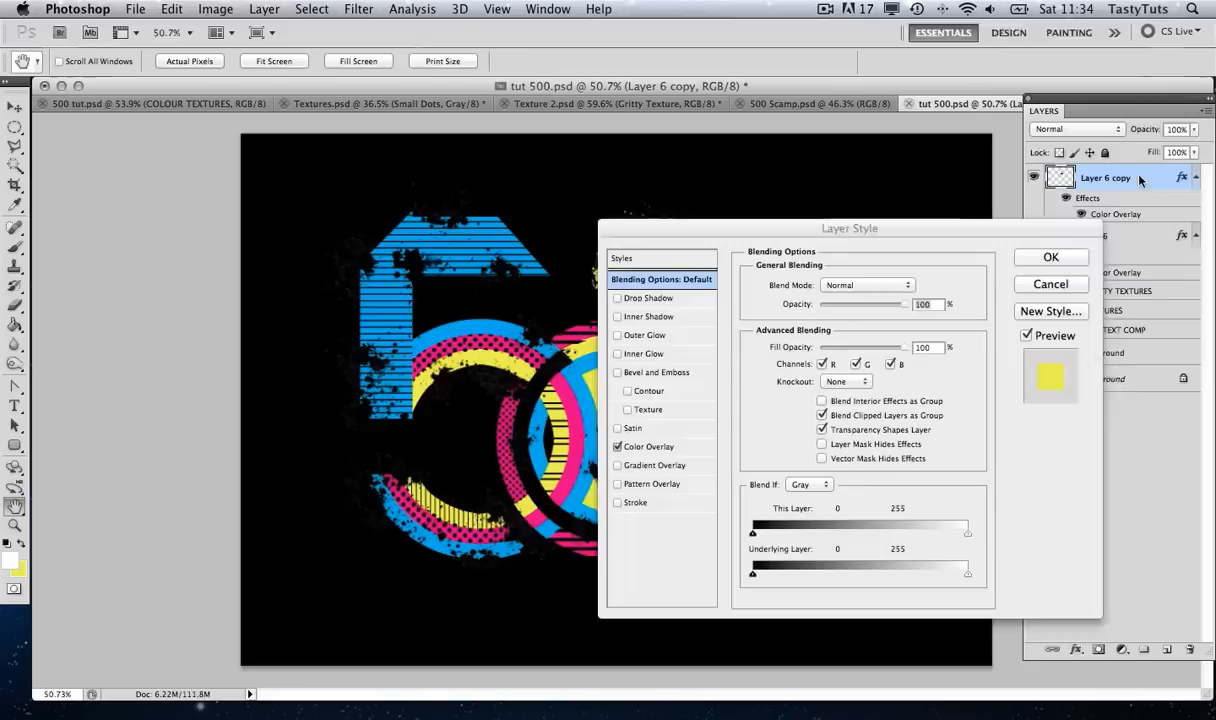 Photoshop File Edit Image Layer Select Filter Analysis 3D View Window Help 17 Sat 11:34 TastyTuts
Ps Br Mb 50.7% ESSENTIALS DESIGN PAINTING CS Live
Scroll All Windows Actual Pixels Fit Screen Fill Screen Print Size
tut 500.psd @ 50.7% (Layer 6 copy, RGB/8) *
500 tut.psd @ 53.9% (COLOUR TEXTURES, RGB/8) Textures.psd @ 36.5% (Small Dots, Gray/8) * Texture 2.psd @ 59.6% (Gritty Texture, RGB/8) * 500 Scamp.psd @ 46.3% (RGB/8) tut 500.psd @ 50.7% (La
LAYERS
Normal Opacity: 100%
Lock: Fill: 100%
Layer 6 copy fx
Effects
Color Overlay
6 fx
olor Overlay
TY TEXTURES
URES
TEXT COMP
round
round
Layer Style
Styles
Blending Options: Default
Drop Shadow
Inner Shadow
Outer Glow
Inner Glow
Bevel and Emboss
Contour
Texture
Satin
Color Overlay
Gradient Overlay
Pattern Overlay
Stroke
Blending Options
General Blending
Blend Mode: Normal
Opacity: 100 %
Advanced Blending
Fill Opacity: 100 %
Channels: R G B
Knockout: None
Blend Interior Effects as Group
Blend Clipped Layers as Group
Transparency Shapes Layer
Layer Mask Hides Effects
Vector Mask Hides Effects
Blend If: Gray
This Layer: 0 255
Underlying Layer: 0 255
OK
Cancel
New Style...
Preview
fx
50.73% Doc: 6.22M/111.8M